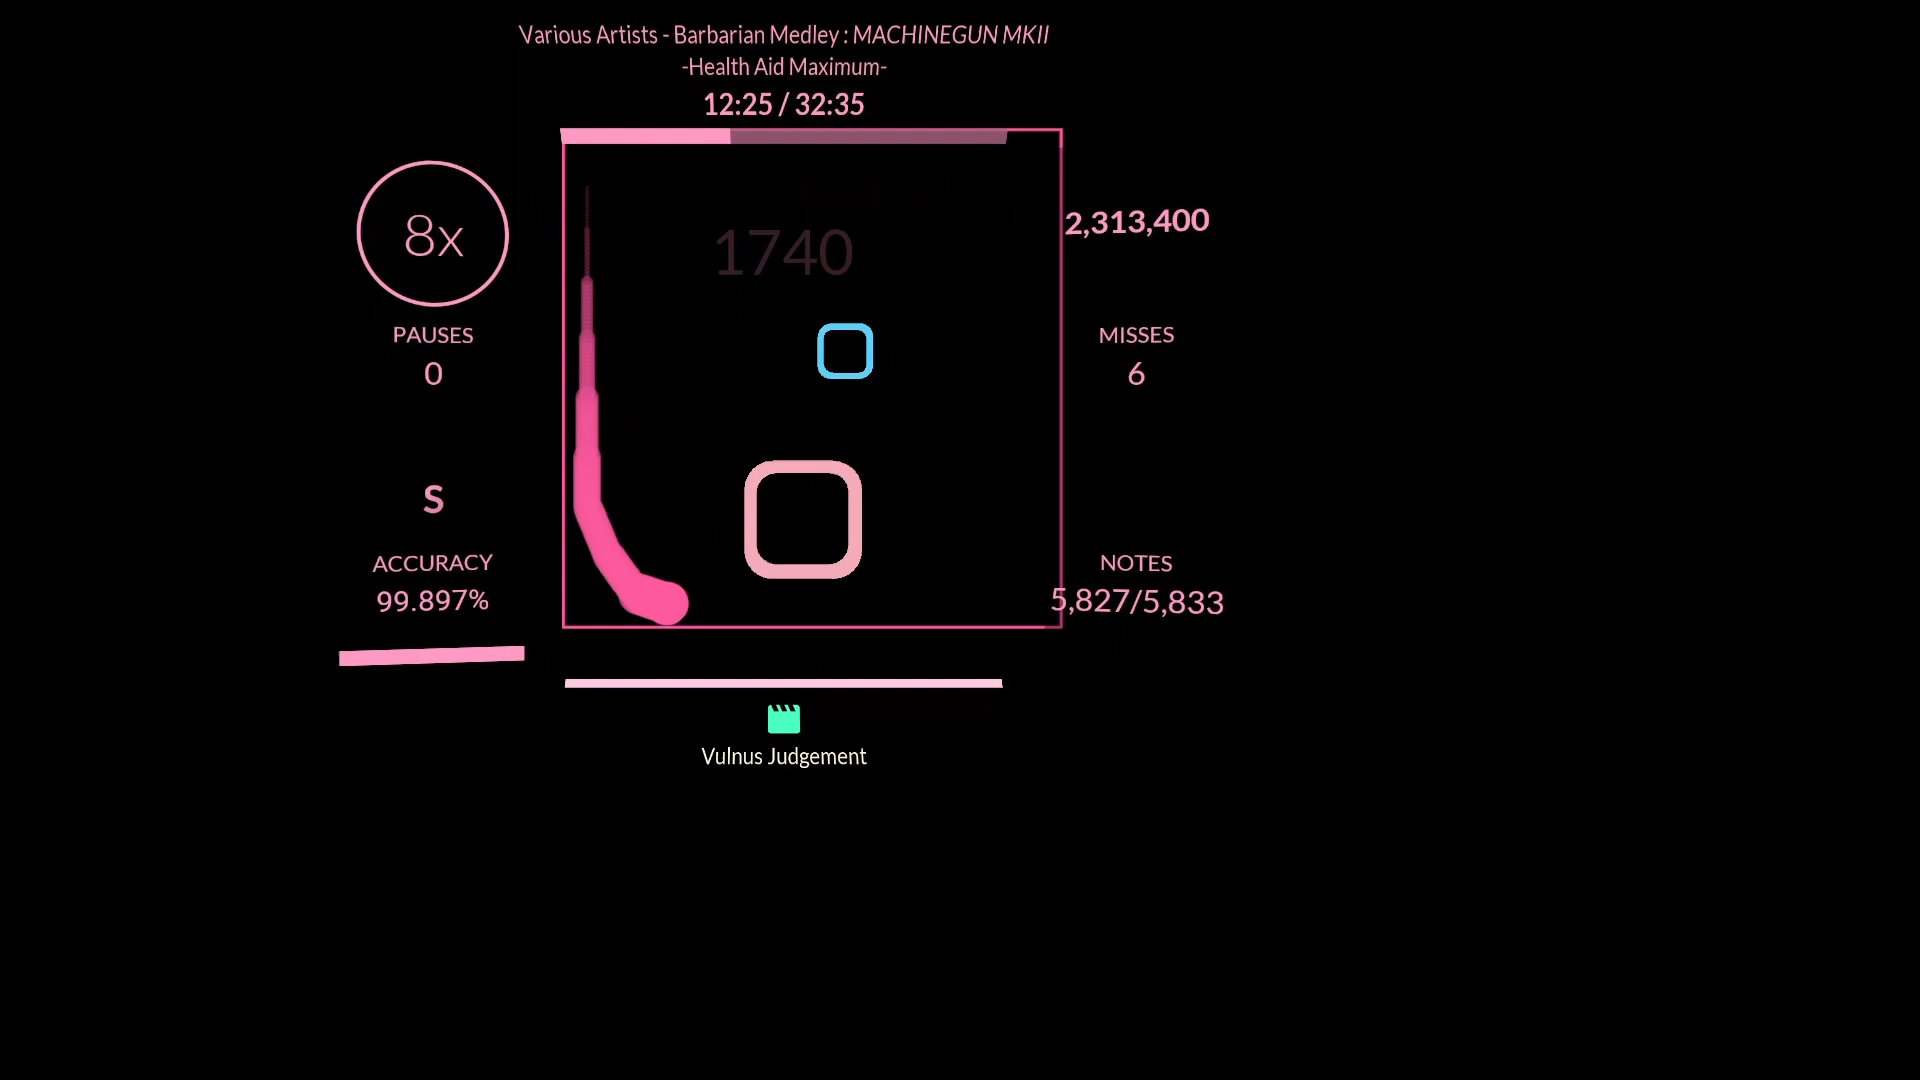 Various Artists - Barbarian Medley : MACHINEGUN MKII
-Health Aid Maximum-
12:25 / 32:35
8x
1740
2,313,400
PAUSES
0
MISSES
6
S
ACCURACY
99.897%
NOTES
5,827/5,833
Vulnus Judgement